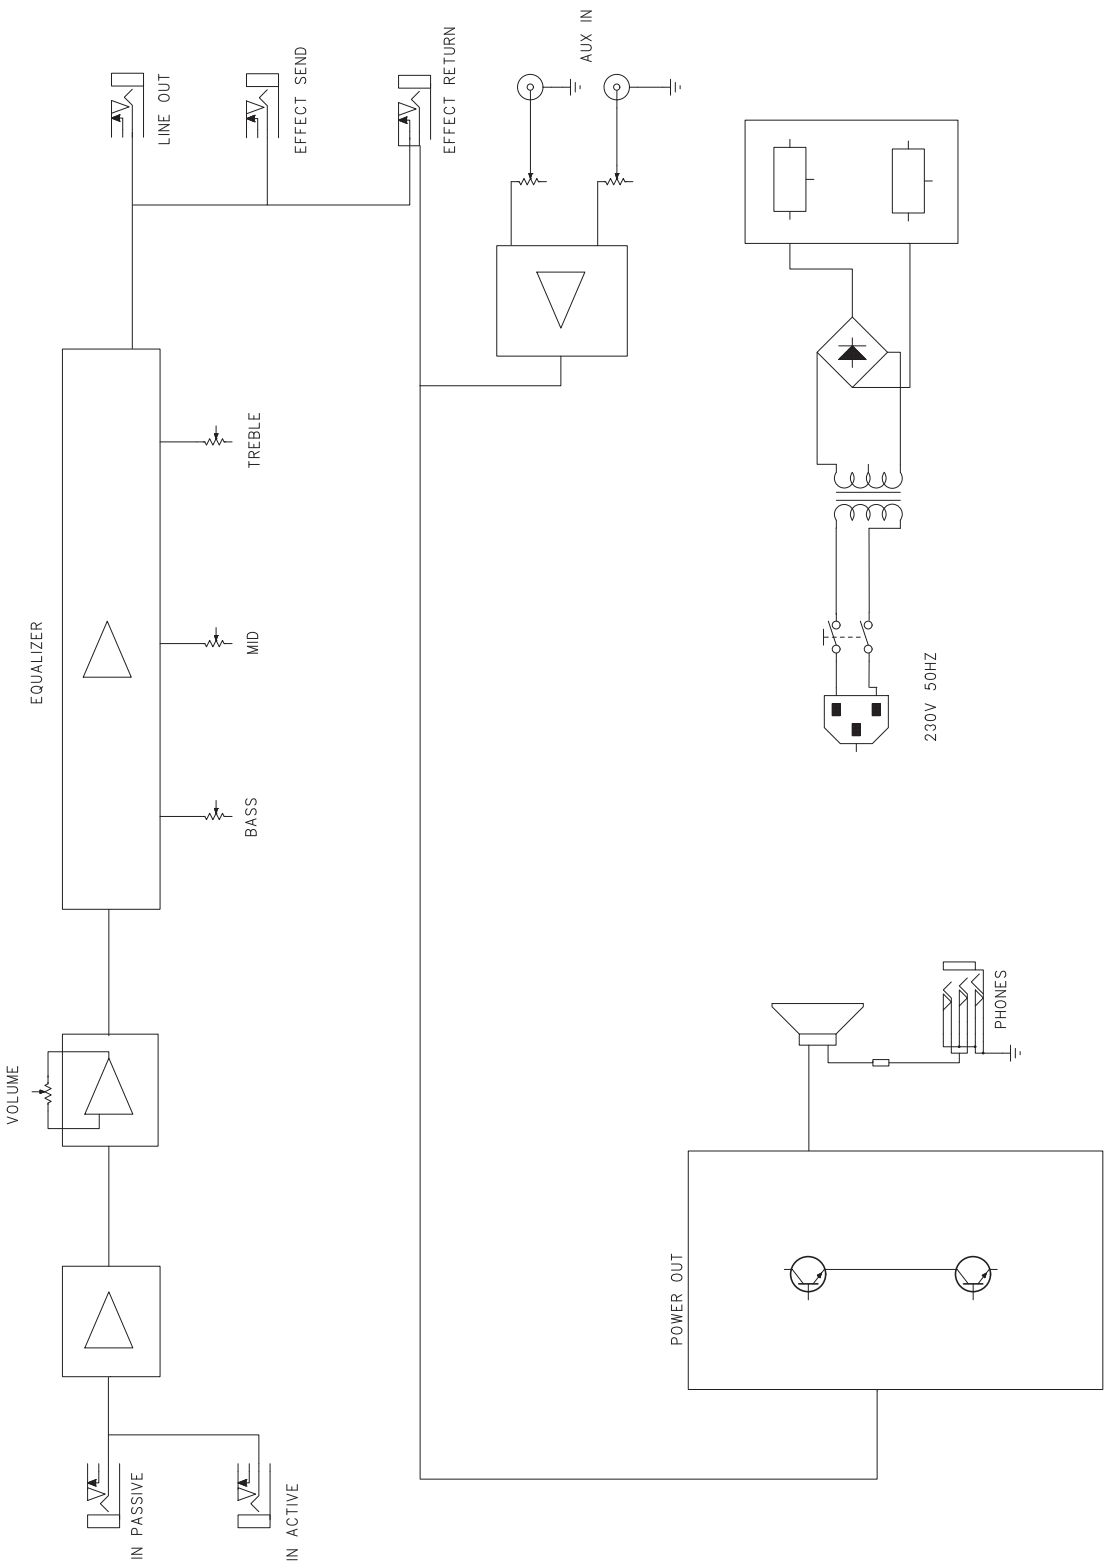 VOLUME
EQUALIZER
IN PASSIVE
LINE OUT
BASS
MID
TREBLE
IN ACTIVE
EFFECT SEND
EFFECT RETURN
AUX IN
POWER OUT
230V 50HZ
PHONES